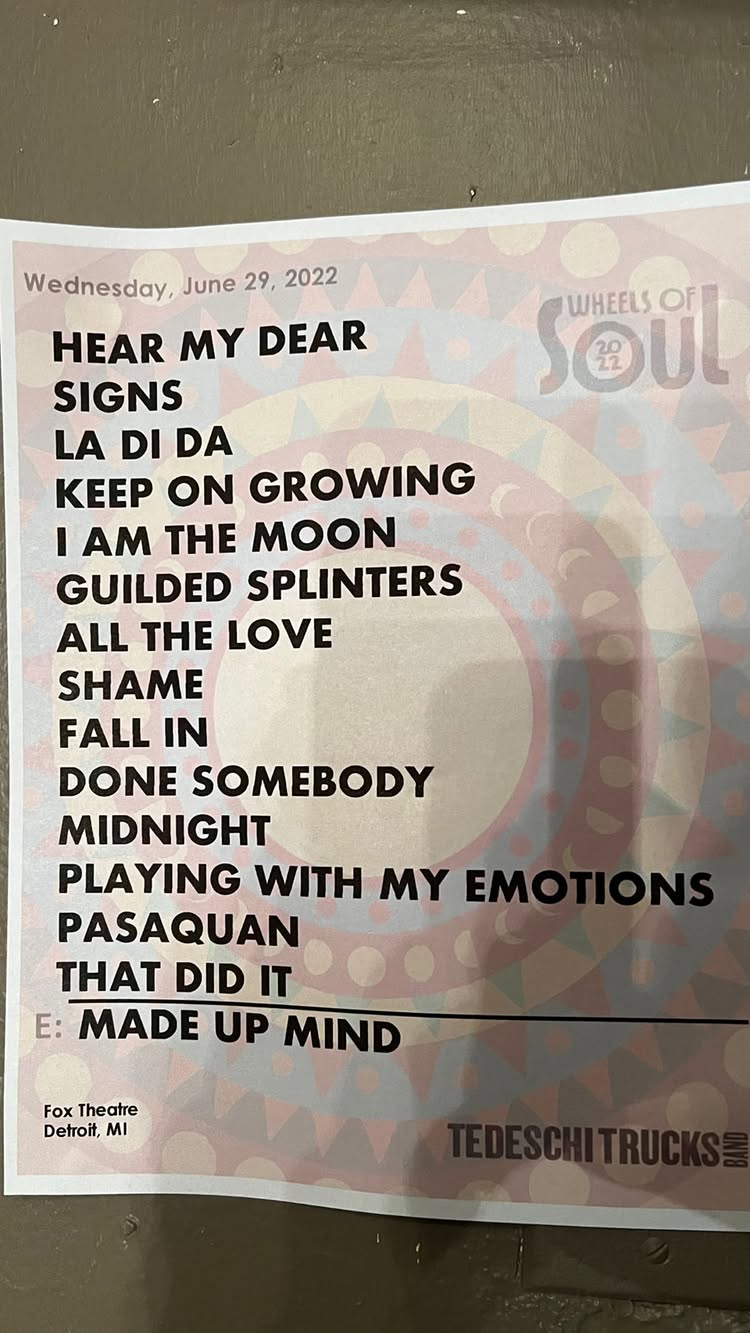 Wednesday, June 29, 2022
WHEELS OF
SOUL
20
22
HEAR MY DEAR
SIGNS
LA DI DA
KEEP ON GROWING
I AM THE MOON
GUILDED SPLINTERS
ALL THE LOVE
SHAME
FALL IN
DONE SOMEBODY
MIDNIGHT
PLAYING WITH MY EMOTIONS
PASAQUAN
THAT DID IT
E: MADE UP MIND
Fox Theatre
Detroit, MI
TEDESCHI TRUCKS BAND